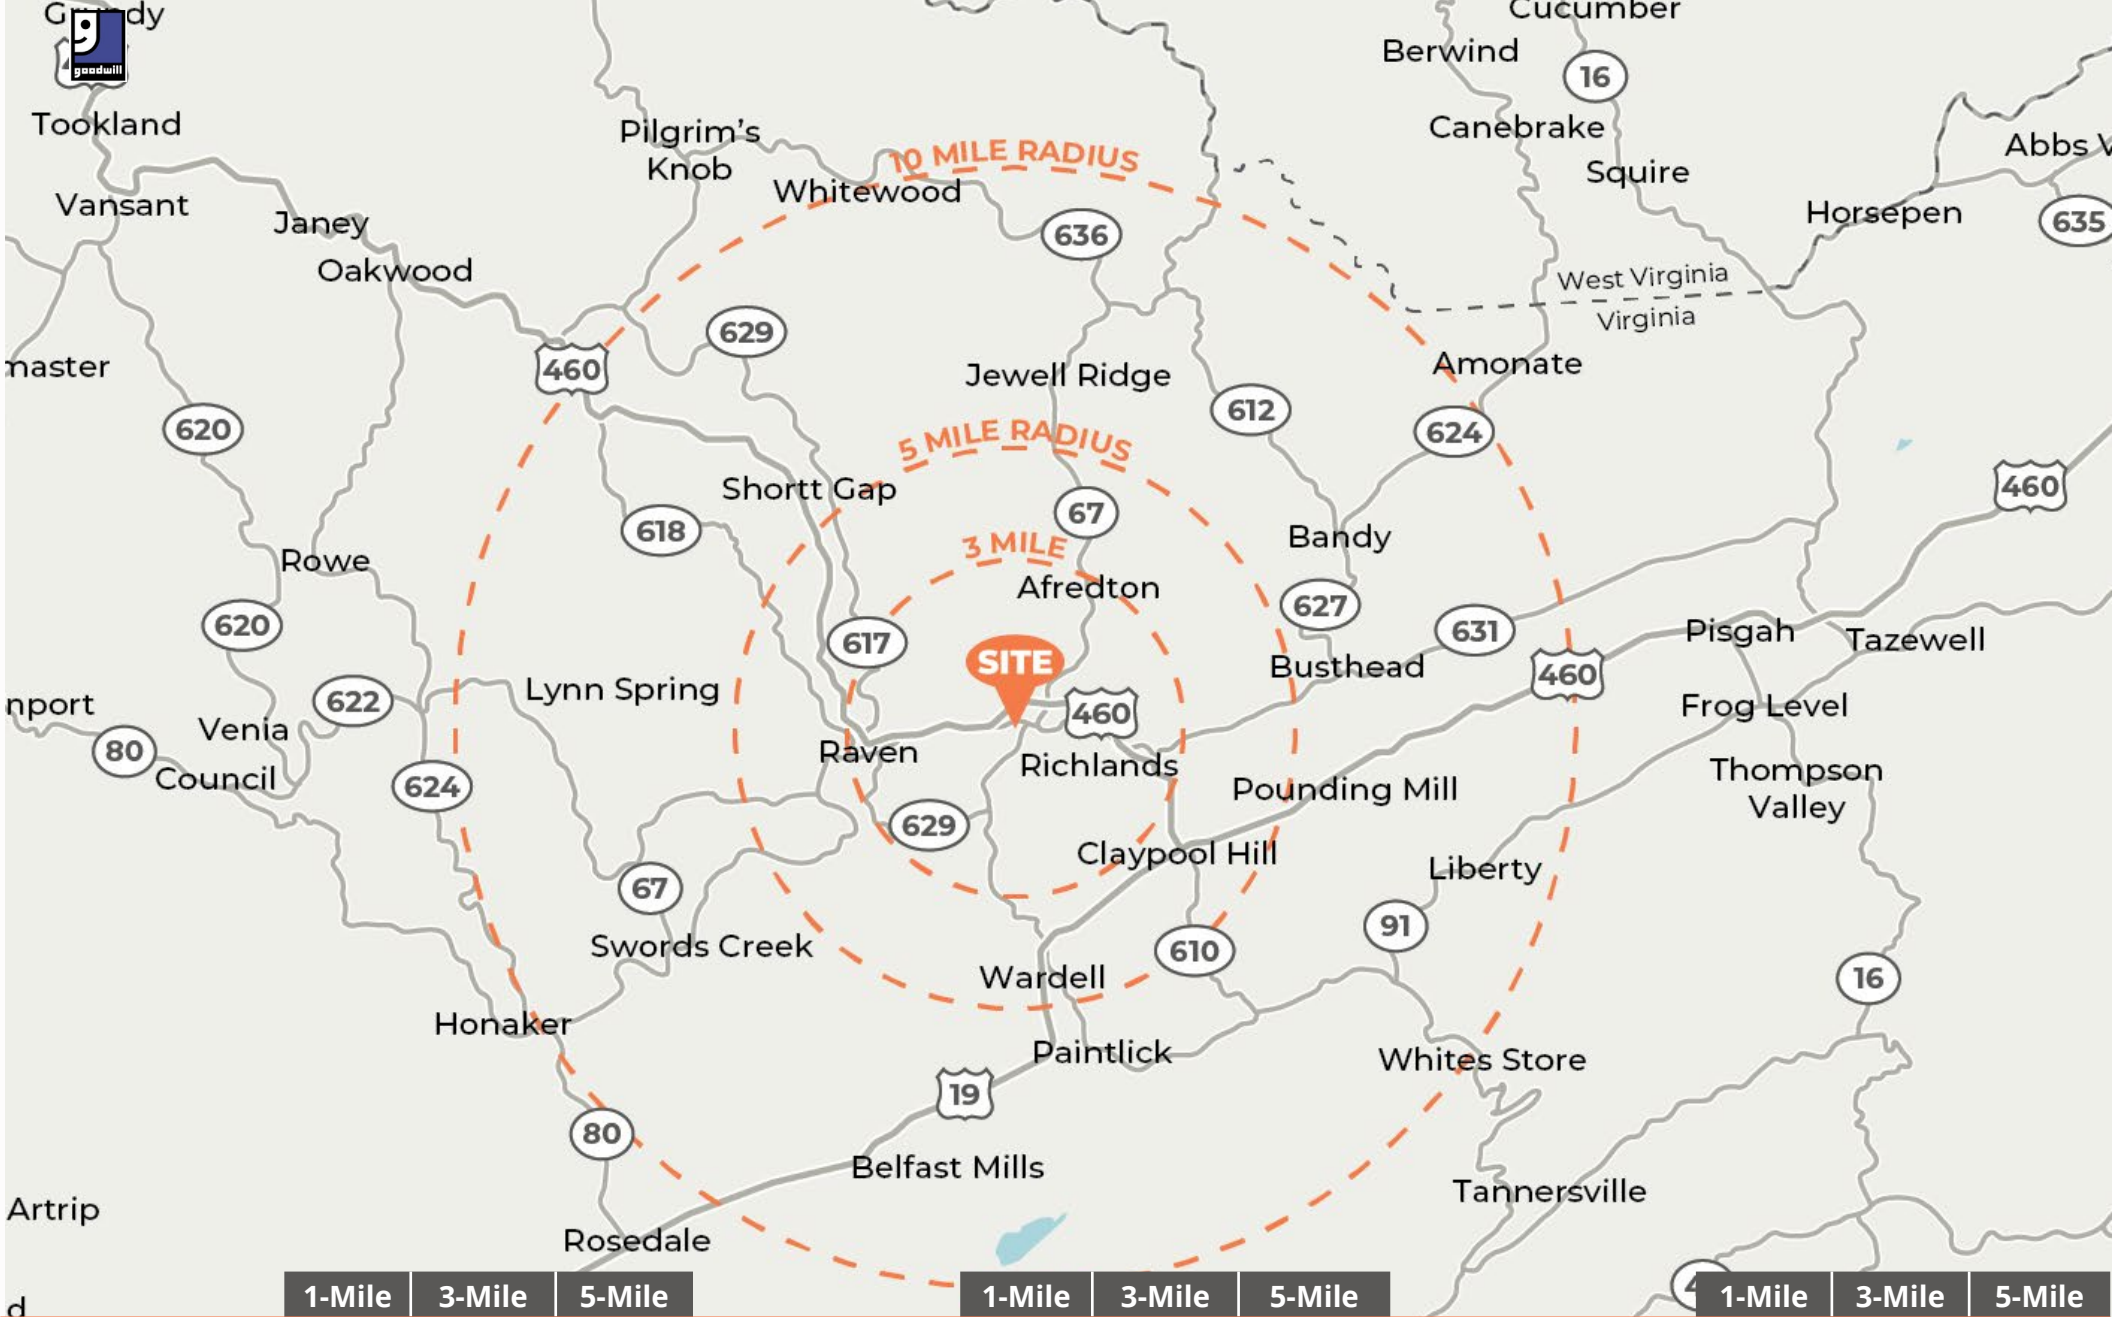 Cucumber
Berwind
16
goodwill
Tookland
Canebrake
Pilgrim's
Knob
Abbs
10 MILE RADIUS
Squire
Whitewood
Vansant
Horsepen
635
Janey
636
Oakwood
West Virginia
Virginia
629
master
460
Amonate
Jewell Ridge
612
620
624
5 MILE RADIUS
460
Shortt Gap
67
618
Bandy
3 MILE
Rowe
Afredton
627
620
631
617
Pisgah
Tazewell
SITE
Busthead
460
Lynn Spring
622
nport
Frog Level
460
Venia
80
Raven
Richlands
Council
Thompson
Valley
624
Pounding Mill
629
Claypool Hill
Liberty
67
91
Swords Creek
610
Wardell
16
Honaker
Paintlick
Whites Store
19
80
Belfast Mills
Tannersville
Artrip
Rosedale
1-Mile 3-Mile 5-Mile
1-Mile 3-Mile 5-Mile
1-Mile 3-Mile 5-Mile
d